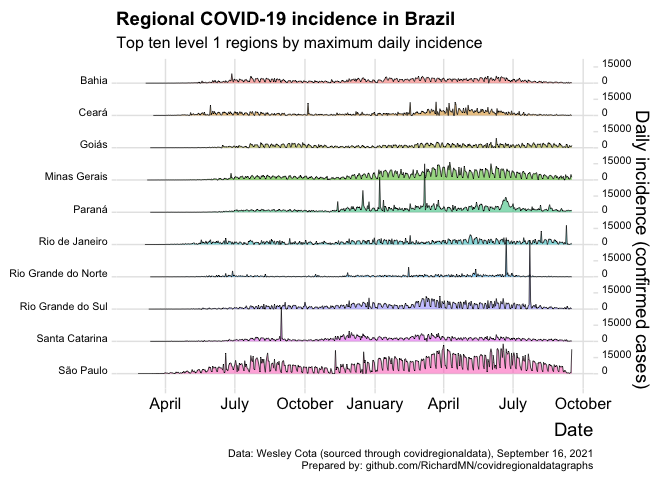 Regional COVID-19 incidence in Brazil
Top ten level 1 regions by maximum daily incidence
Bahia
15000
0
Ceará
15000
0
Goiás
15000
0
Minas Gerais
15000
0
Paraná
15000
0
Rio de Janeiro
15000
0
Rio Grande do Norte
15000
0
Rio Grande do Sul
15000
0
Santa Catarina
15000
0
São Paulo
15000
0
Daily incidence (confirmed cases)
April July October January April July October
Date
Data: Wesley Cota (sourced through covidregionaldata), September 16, 2021
Prepared by: github.com/RichardMN/covidregionaldatagraphs